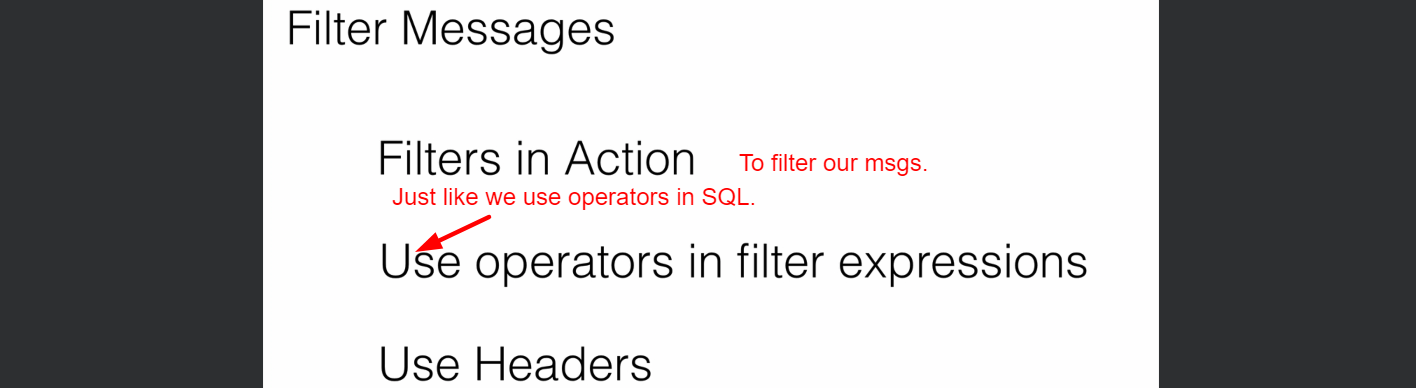 Filter Messages
Filters in Action To filter our msgs.
Just like we use operators in SQL.
Use operators in filter expressions
Use Headers